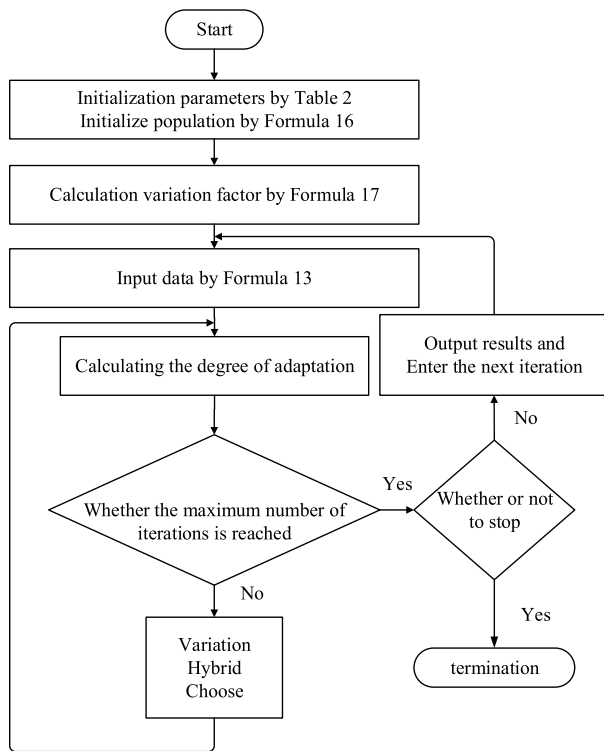 Start
Initialization parameters by Table 2
Initialize population by Formula 16
Calculation variation factor by Formula 17
Input data by Formula 13
Calculating the degree of adaptation
Output results and
Enter the next iteration
No
Whether the maximum number of
iterations is reached
Yes
Whether or not
to stop
No
Variation
Hybrid
Choose
Yes
termination